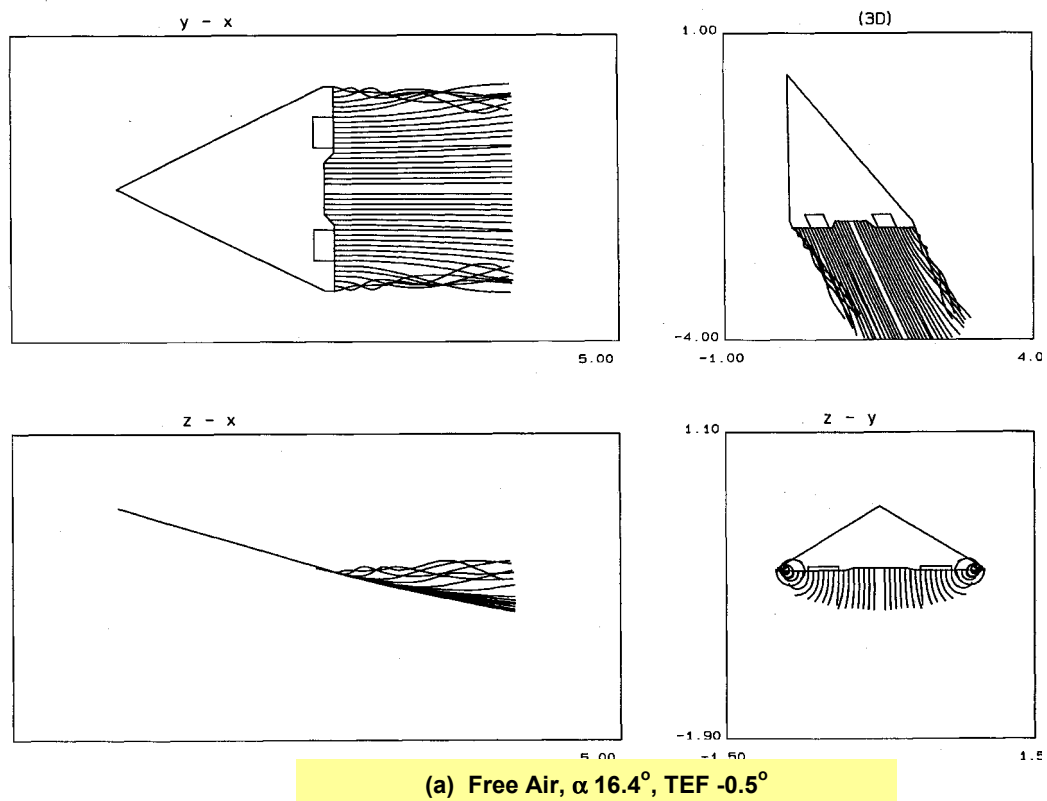 y - x
(3D)
1.00
-4.00
5.00
-1.00
4.0
z - x
z - y
1.10
-1.90
5.00
-1.50
1.5
(a) Free Air, α 16.4°, TEF -0.5°